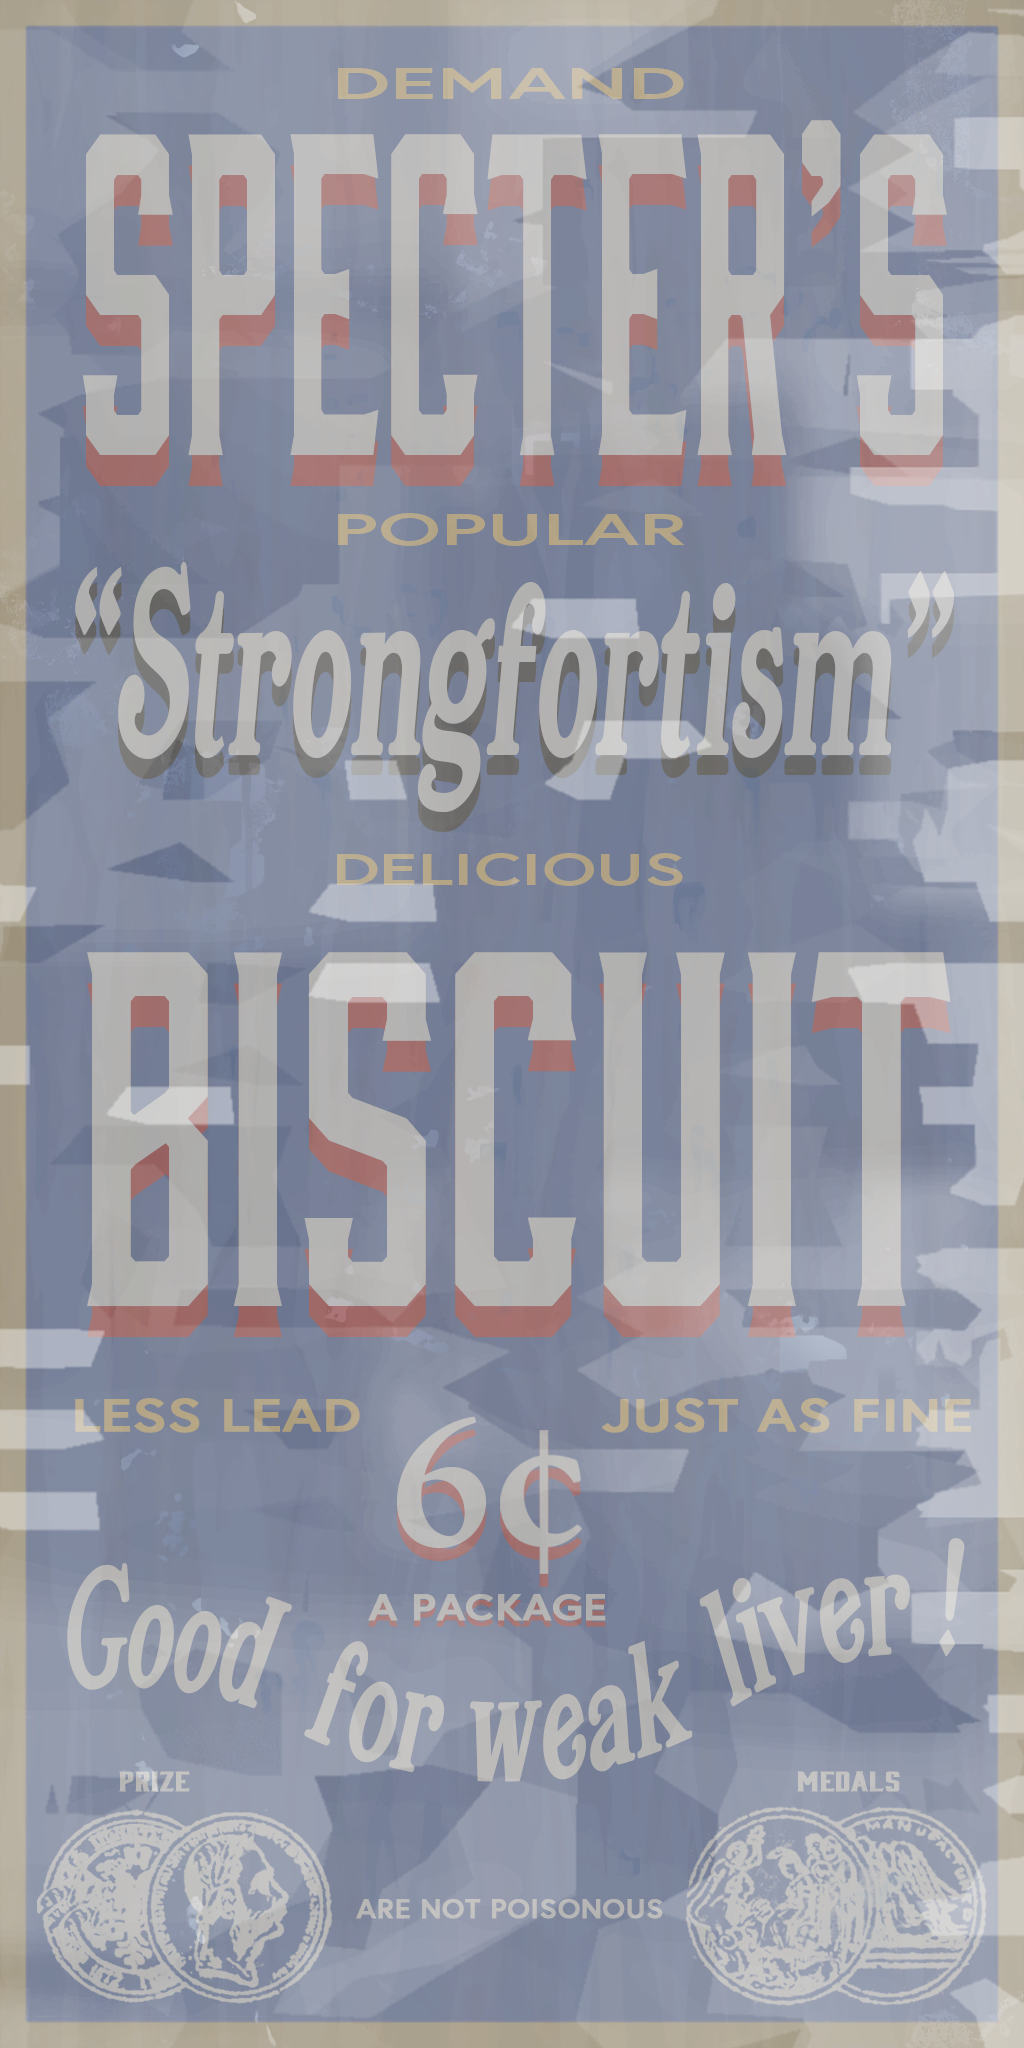 DEMAND
SPECTER'S
POPULAR
“Strongfortism”
DELICIOUS
BISCUIT
LESS LEAD JUST AS FINE
6¢
A PACKAGE
Good for weak liver!
PRIZE MEDALS
ARE NOT POISONOUS